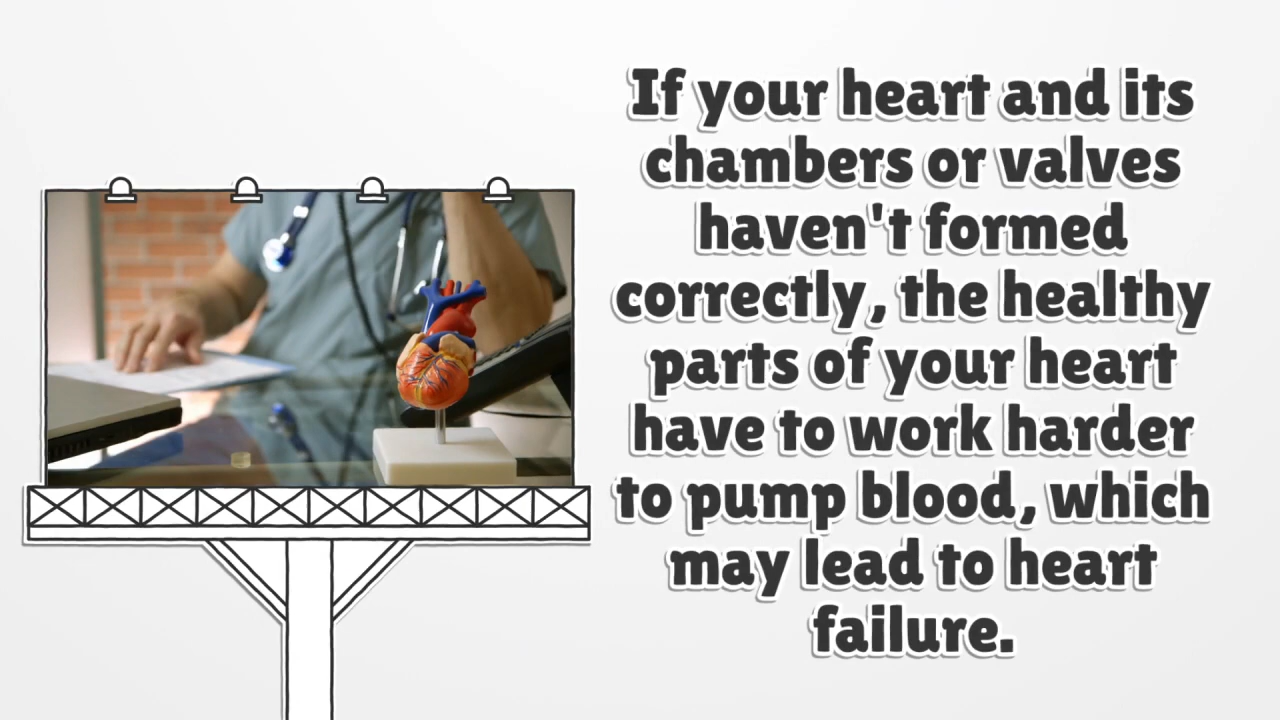 If your heart and its
chambers or valves
haven't formed
correctly, the healthy
parts of your heart
have to work harder
to pump blood, which
may lead to heart
failure.